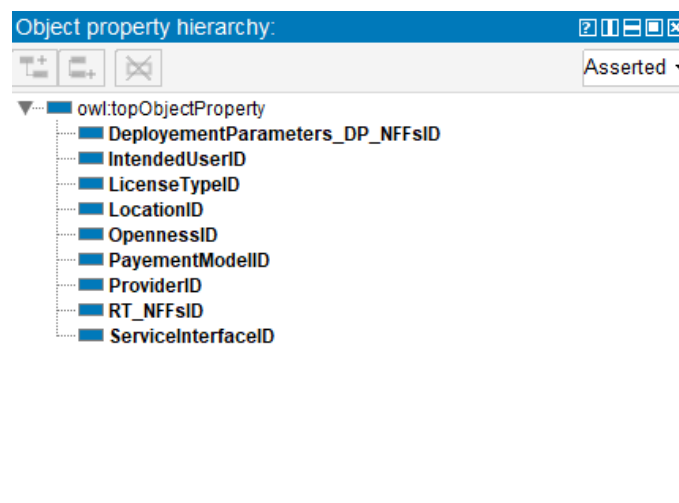 Object property hierarchy:
Asserted
owl:topObjectProperty
DeployementParameters_DP_NFFsID
IntendedUserID
LicenseTypeID
LocationID
OpennessID
PayementModelID
ProviderID
RT_NFFsID
ServiceInterfaceID